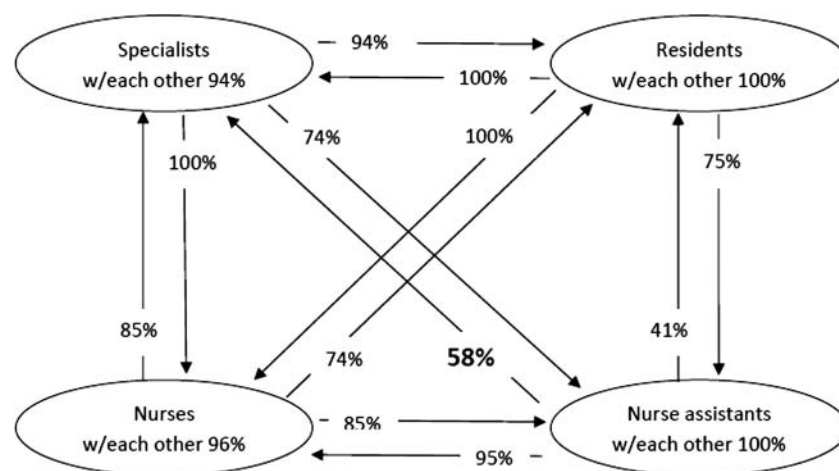 Specialists
w/each other 94%
94%
Residents
w/each other 100%
100%
100%
74%
100%
75%
85%
74%
58%
41%
Nurses
w/each other 96%
85%
Nurse assistants
w/each other 100%
95%